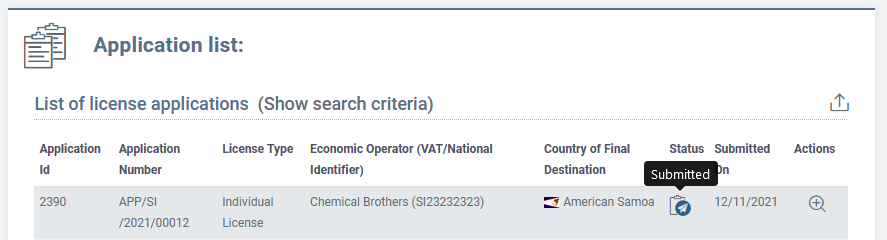 Application list:
List of license applications (Show search criteria)
Application Id
Application Number
License Type
Economic Operator (VAT/National Identifier)
Country of Final Destination
Status
Submitted On
Actions
Submitted
2390
APP/SI
/2021/00012
Individual
License
Chemical Brothers (SI23232323)
American Samoa
12/11/2021